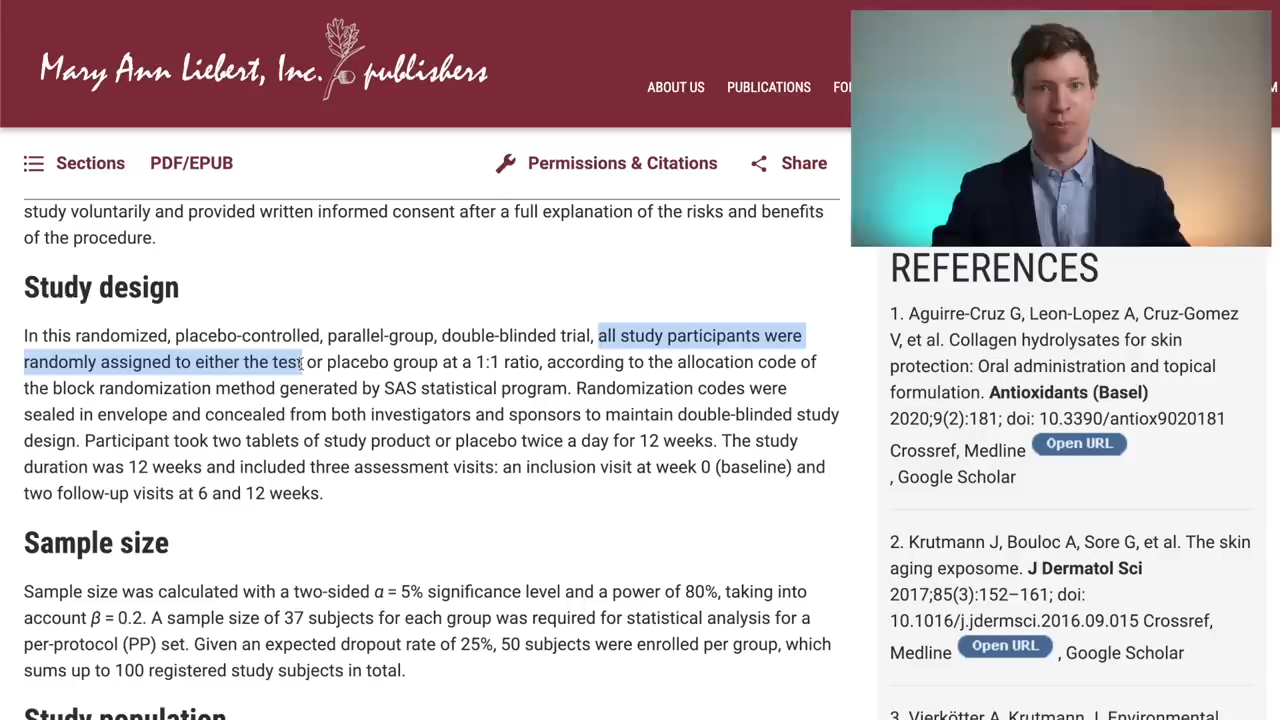 Mary Ann Liebert, Inc. publishers
ABOUT US PUBLICATIONS
Sections PDF/EPUB Permissions & Citations Share
study voluntarily and provided written informed consent after a full explanation of the risks and benefits
of the procedure.
Study design
In this randomized, placebo-controlled, parallel-group, double-blinded trial, all study participants were
randomly assigned to either the test or placebo group at a 1:1 ratio, according to the allocation code of
the block randomization method generated by SAS statistical program. Randomization codes were
sealed in envelope and concealed from both investigators and sponsors to maintain double-blinded study
design. Participant took two tablets of study product or placebo twice a day for 12 weeks. The study
duration was 12 weeks and included three assessment visits: an inclusion visit at week 0 (baseline) and
two follow-up visits at 6 and 12 weeks.
Sample size
Sample size was calculated with a two-sided α = 5% significance level and a power of 80%, taking into
account β = 0.2. A sample size of 37 subjects for each group was required for statistical analysis for a
per-protocol (PP) set. Given an expected dropout rate of 25%, 50 subjects were enrolled per group, which
sums up to 100 registered study subjects in total.
Study population
REFERENCES
1. Aguirre-Cruz G, Leon-Lopez A, Cruz-Gomez
V, et al. Collagen hydrolysates for skin
protection: Oral administration and topical
formulation. Antioxidants (Basel)
2020;9(2):181; doi: 10.3390/antiox9020181
Crossref, Medline Open URL
, Google Scholar
2. Krutmann J, Bouloc A, Sore G, et al. The skin
aging exposome. J Dermatol Sci
2017;85(3):152–161; doi:
10.1016/j.jdermsci.2016.09.015 Crossref,
Medline Open URL , Google Scholar
3. Vierkötter A, Krutmann J. Environmental